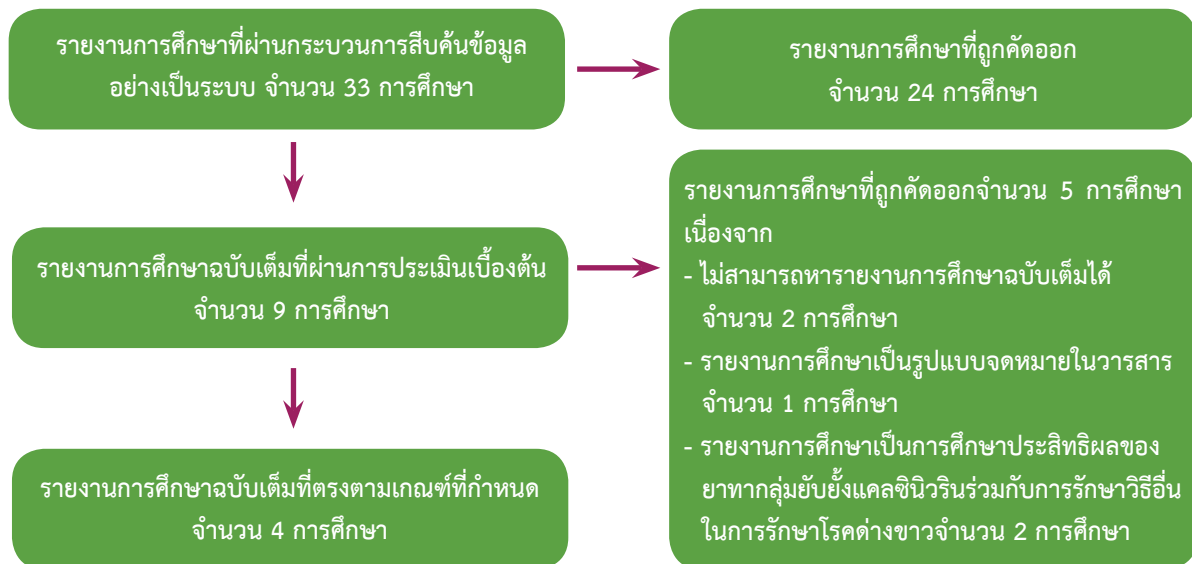 รายงานการศึกษาที่ผ่านกระบวนการสืบค้นข้อมูล
อย่างเป็นระบบ จำนวน 33 การศึกษา
รายงานการศึกษาที่ถูกคัดออก
จำนวน 24 การศึกษา
รายงานการศึกษาฉบับเต็มที่ผ่านการประเมินเบื้องต้น
จำนวน 9 การศึกษา
รายงานการศึกษาที่ถูกคัดออกจำนวน 5 การศึกษา
เนื่องจาก
- ไม่สามารถหารายงานการศึกษาฉบับเต็มได้
จำนวน 2 การศึกษา
- รายงานการศึกษาเป็นรูปแบบจดหมายในวารสาร
จำนวน 1 การศึกษา
- รายงานการศึกษาเป็นการศึกษาประสิทธิผลของ
ยาทากลุ่มยับยั้งแคลซินิวรินร่วมกับการรักษาวิธีอื่น
ในการรักษาโรคด่างขาวจำนวน 2 การศึกษา
รายงานการศึกษาฉบับเต็มที่ตรงตามเกณฑ์ที่กำหนด
จำนวน 4 การศึกษา